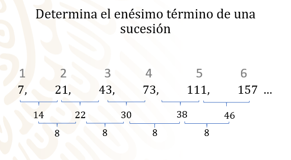 Determina el enésimo término de una
sucesión
1 2 3 4 5 6
7, 21, 43, 73, 111, 157 ...
14 22 30 38 46
8 8 8 8